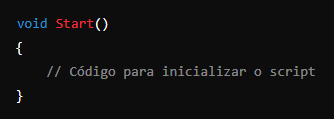 void Start()
{
    // Código para inicializar o script
}